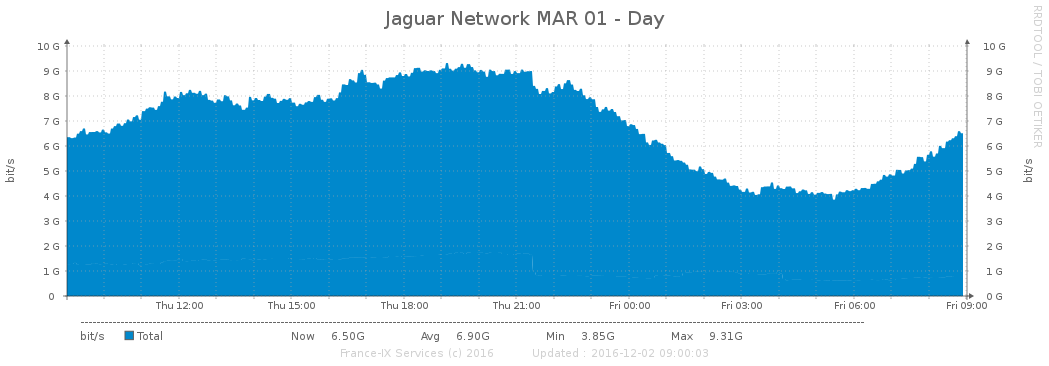 Jaguar Network MAR 01 - Day
RRDTOOL / TOBI OETIKER
10 G 10 G
9 G 9 G
8 G 8 G
7 G 7 G
6 G 6 G
5 G 5 G
4 G 4 G
3 G 3 G
2 G 2 G
1 G 1 G
0 0 G
bit/s
bit/s
Thu 12:00 Thu 15:00 Thu 18:00 Thu 21:00 Fri 00:00 Fri 03:00 Fri 06:00 Fri 09:00
bit/s Total Now 6.50G Avg 6.90G Min 3.85G Max 9.31G
France-IX Services (c) 2016 Updated : 2016-12-02 09:00:03